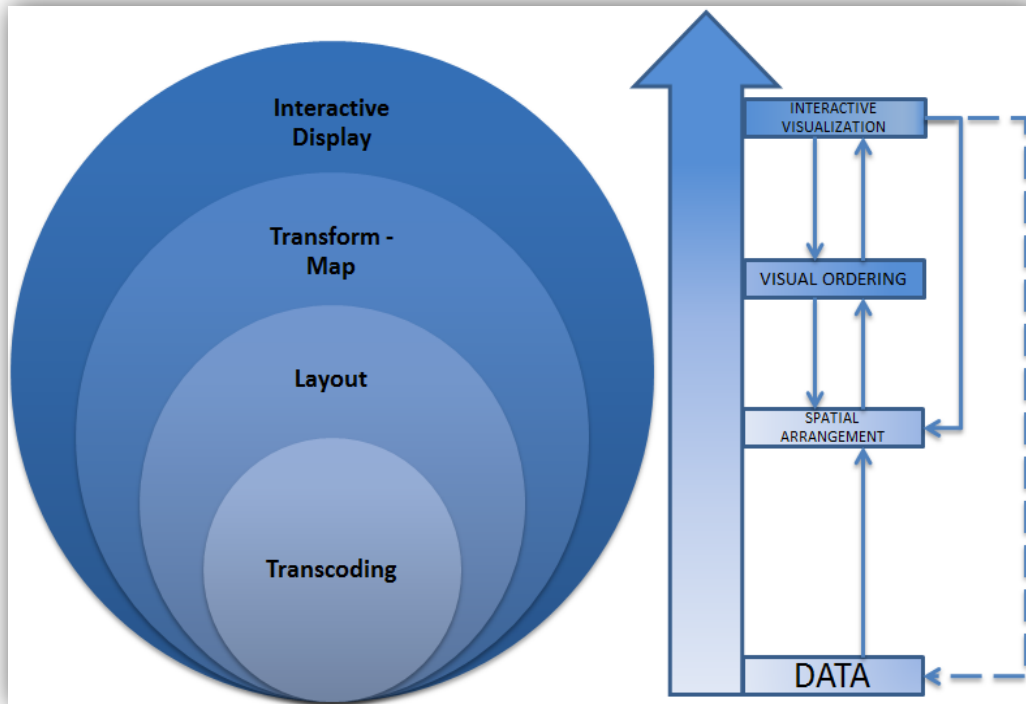 Interactive
Display
Transform -
Map
Layout
Transcoding
INTERACTIVE
VISUALIZATION
VISUAL ORDERING
SPATIAL
ARRANGEMENT
DATA